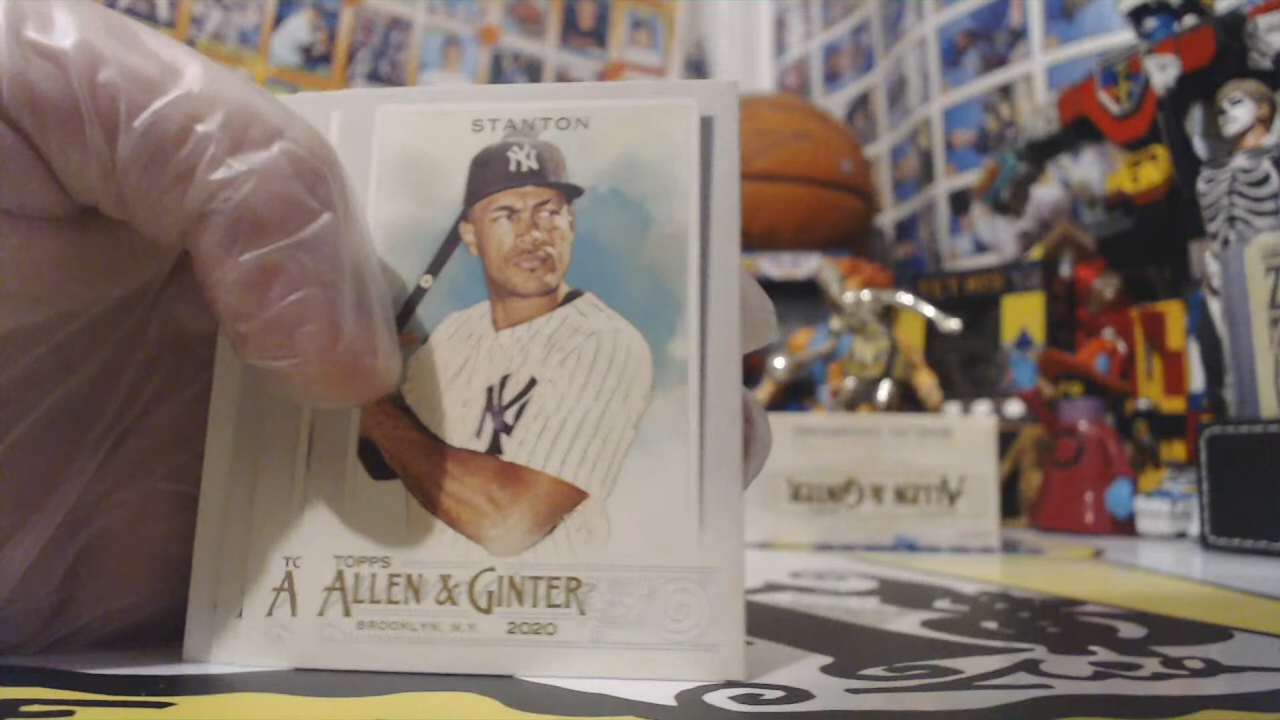 STANTON
NY
NY
TC
A
TOPPS
ALLEN & GINTER
BROOKLYN, N.Y. 2020
ALLEN & GINTER